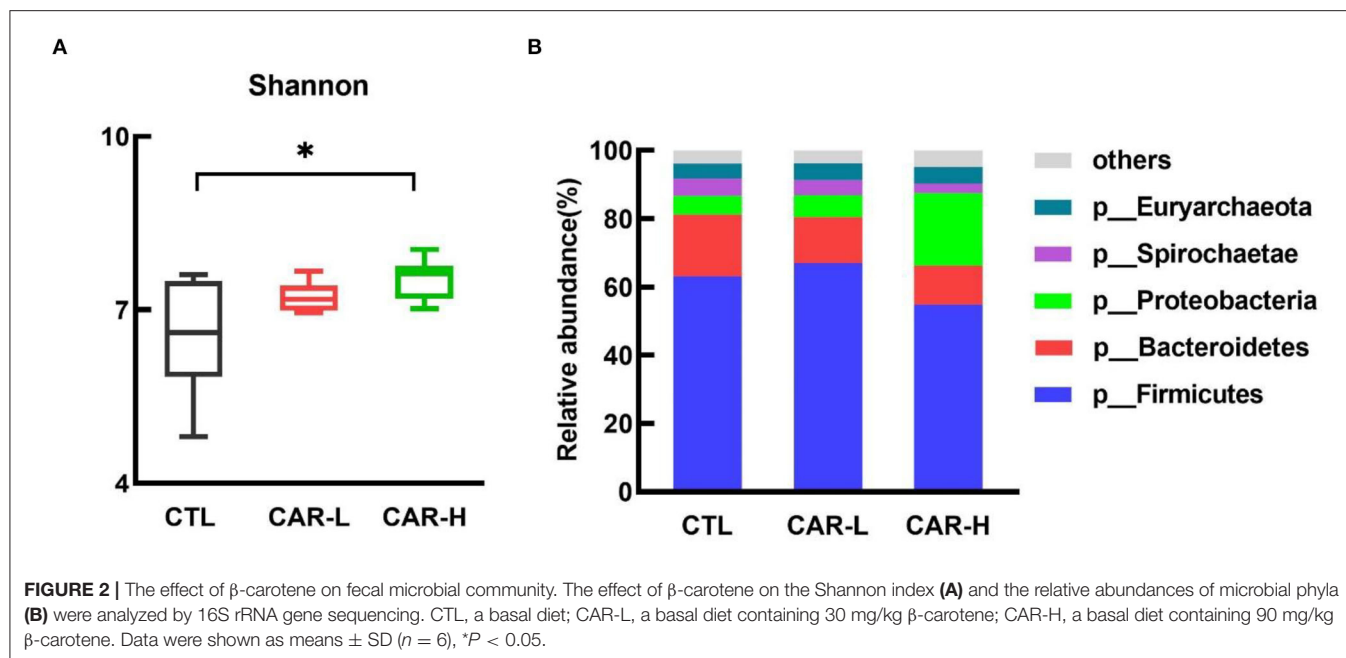 A
Shannon
10
7
4
*
CTL CAR-L CAR-H
B
Relative abundance(%)
100
80
60
40
20
0
CTL CAR-L CAR-H
others
p__Euryarchaeota
p__Spirochaetae
p__Proteobacteria
p__Bacteroidetes
p__Firmicutes
FIGURE 2 | The effect of β-carotene on fecal microbial community. The effect of β-carotene on the Shannon index (A) and the relative abundances of microbial phyla
(B) were analyzed by 16S rRNA gene sequencing. CTL, a basal diet; CAR-L, a basal diet containing 30 mg/kg β-carotene; CAR-H, a basal diet containing 90 mg/kg
β-carotene. Data were shown as means ± SD (n = 6), *P < 0.05.